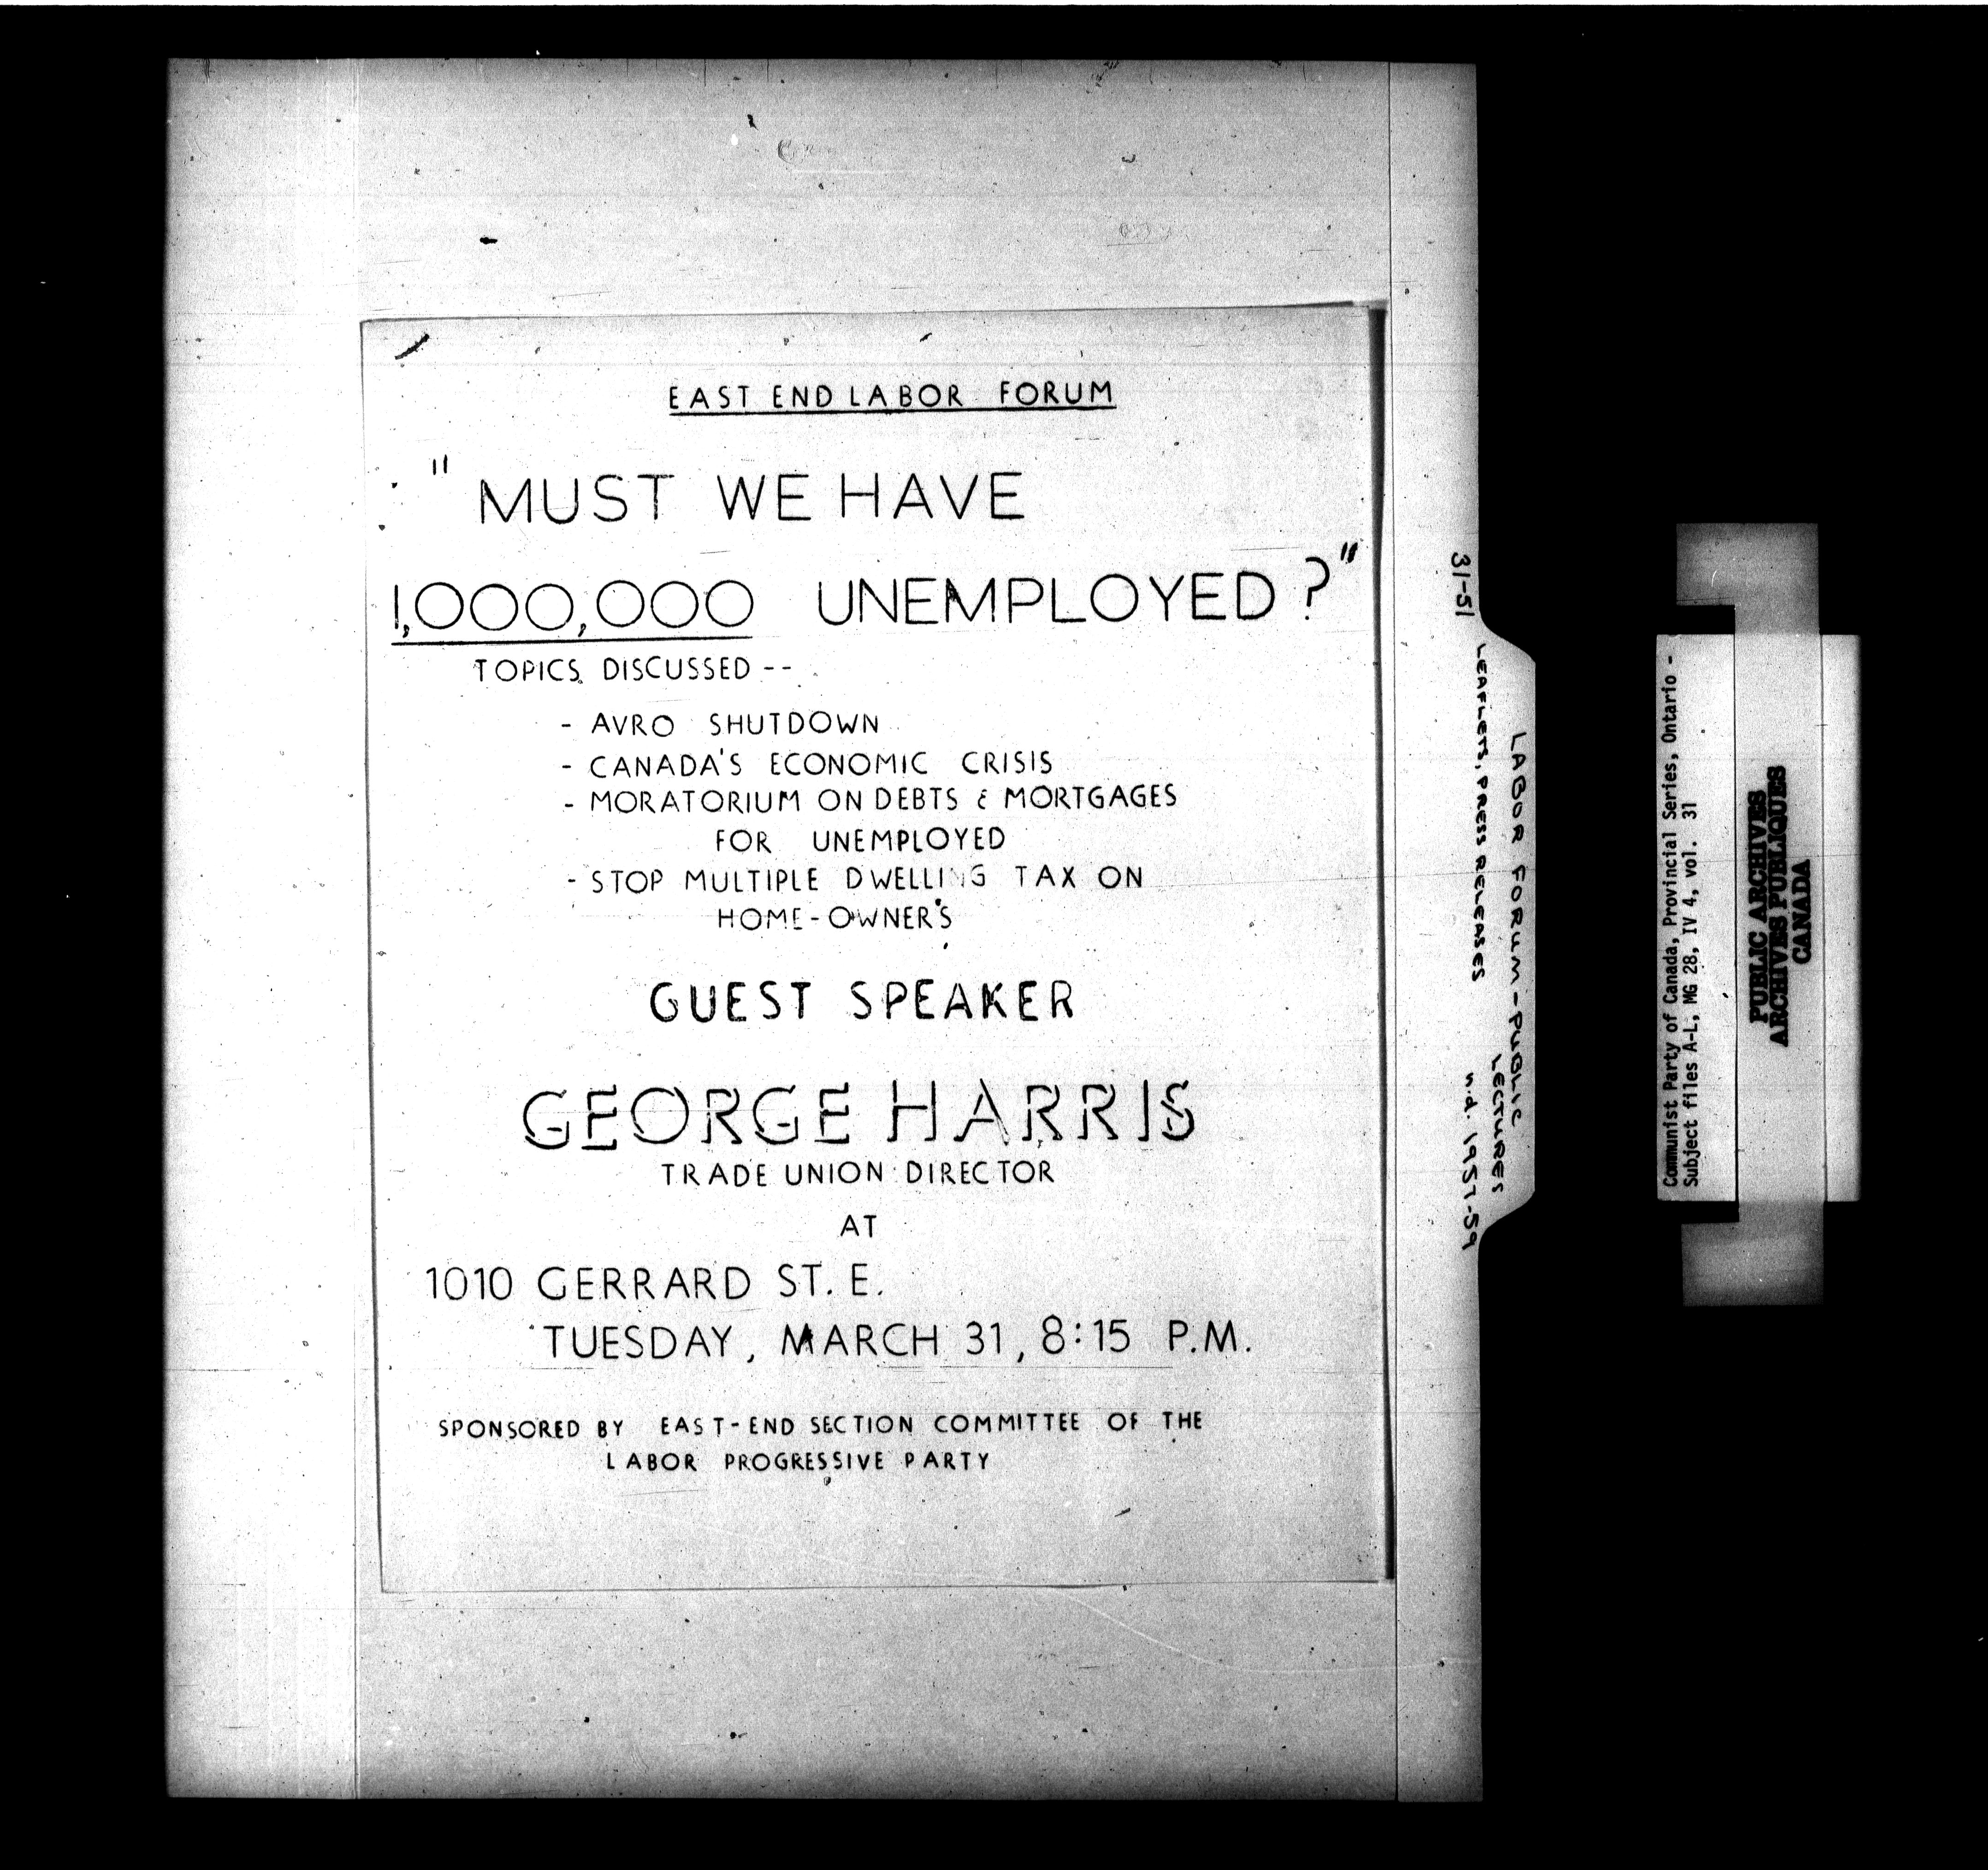 EAST END LABOR FORUM
"MUST WE HAVE
1,000,000 UNEMPLOYED?"
TOPICS DISCUSSED --
- AVRO SHUTDOWN
- CANADA'S ECONOMIC CRISIS
- MORATORIUM ON DEBTS & MORTGAGES
FOR UNEMPLOYED
- STOP MULTIPLE DWELLING TAX ON
HOME-OWNER'S
GUEST SPEAKER
GEORGE HARRIS
TRADE UNION DIRECTOR
AT
1010 GERRARD ST. E.
TUESDAY, MARCH 31, 8:15 P.M.
SPONSORED BY EAST-END SECTION COMMITTEE OF THE
LABOR PROGRESSIVE PARTY
31-51
LABOR FORUM-PUBLIC
LECTURES
LEAFLETS, PRESS RELEASES
n.d. 1957-59
Communist Party of Canada, Provincial Series, Ontario -
Subject files A-L, MG 28, IV 4, vol. 31
PUBLIC ARCHIVES
ARCHIVES PUBLIQUES
CANADA